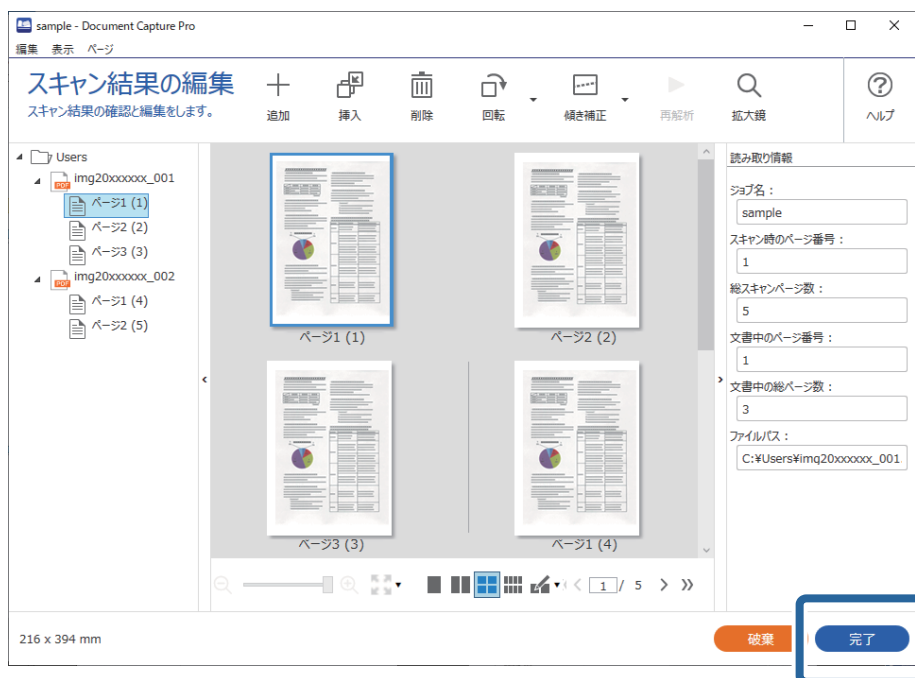 sample - Document Capture Pro
編集 表示 ページ
スキャン結果の編集
スキャン結果の確認と編集をします。
追加 挿入 削除 回転 傾き補正 再解析 拡大鏡 ヘルプ
Users
img20xxxxxx_001
ページ1 (1)
ページ2 (2)
ページ3 (3)
img20xxxxxx_002
ページ1 (4)
ページ2 (5)
ページ1 (1) ページ2 (2)
ページ3 (3) ページ1 (4)
読み取り情報
ジョブ名：
sample
スキャン時のページ番号：
1
総スキャンページ数：
5
文書中のページ番号：
1
文書中の総ページ数：
3
ファイルパス：
C:¥Users¥img20xxxxxx_001
1 / 5
216 x 394 mm
破棄 完了